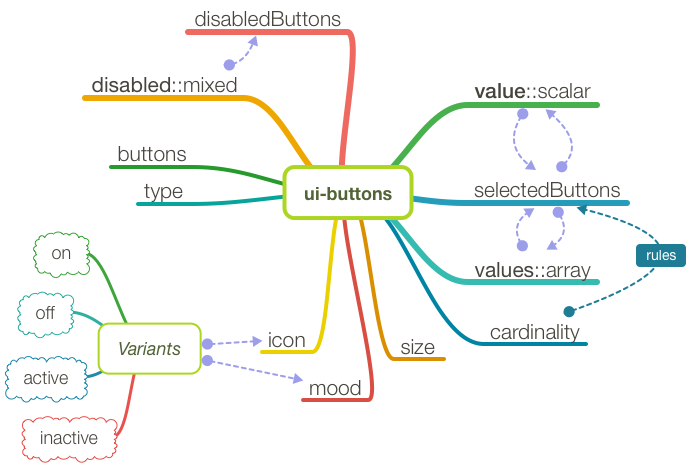 disabledButtons
disabled::mixed
value::scalar
buttons
type
ui-buttons
selectedButtons
on
rules
values::array
off
cardinality
icon
size
Variants
active
mood
inactive